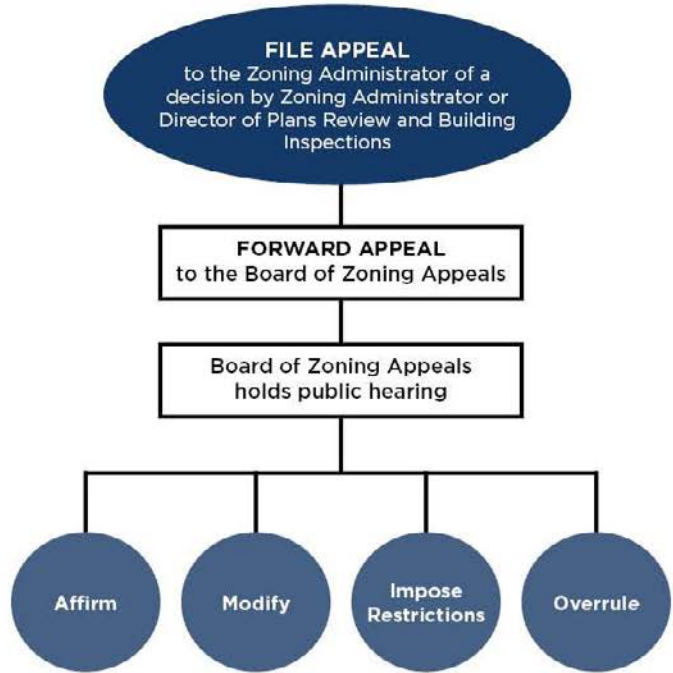 FILE APPEAL
to the Zoning Administrator of a
decision by Zoning Administrator or
Director of Plans Review and Building
Inspections
FORWARD APPEAL
to the Board of Zoning Appeals
Board of Zoning Appeals
holds public hearing
Affirm
Modify
Impose
Restrictions
Overrule